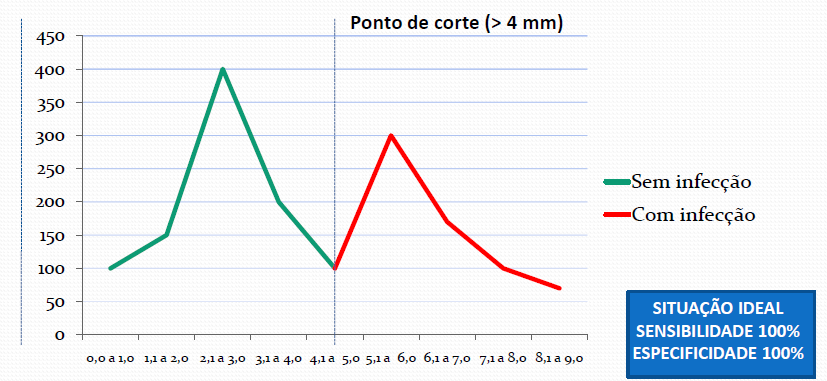 Ponto de corte (> 4 mm)
450
400
350
300
250
200
150
100
50
0
0,0 a 1,0 1,1 a 2,0 2,1 a 3,0 3,1 a 4,0 4,1 a 5,0 5,1 a 6,0 6,1 a 7,0 7,1 a 8,0 8,1 a 9,0
Sem infecção
Com infecção
SITUAÇÃO IDEAL
SENSIBILIDADE 100%
ESPECIFICIDADE 100%